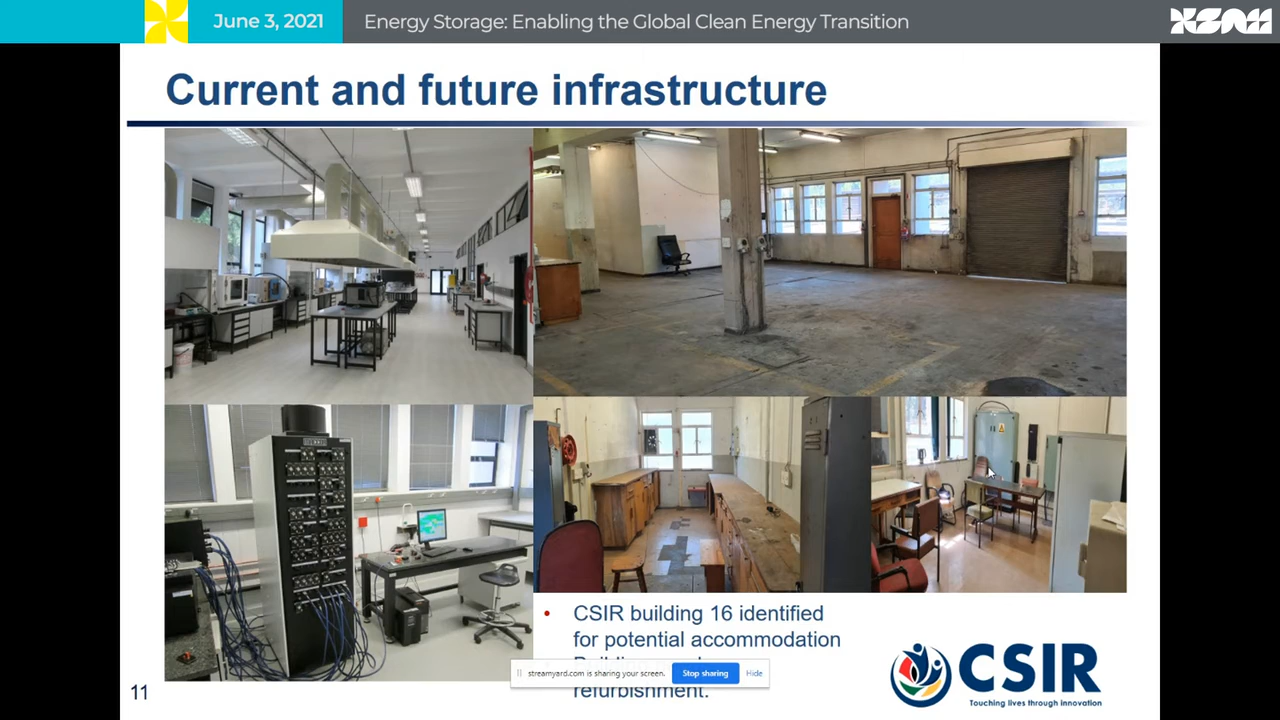 June 3, 2021
Energy Storage: Enabling the Global Clean Energy Transition
Current and future infrastructure
• CSIR building 16 identified
for potential accommodation
refurbishment.
streamyard.com is sharing your screen.
Stop sharing
Hide
CSIR
Touching lives through innovation
11